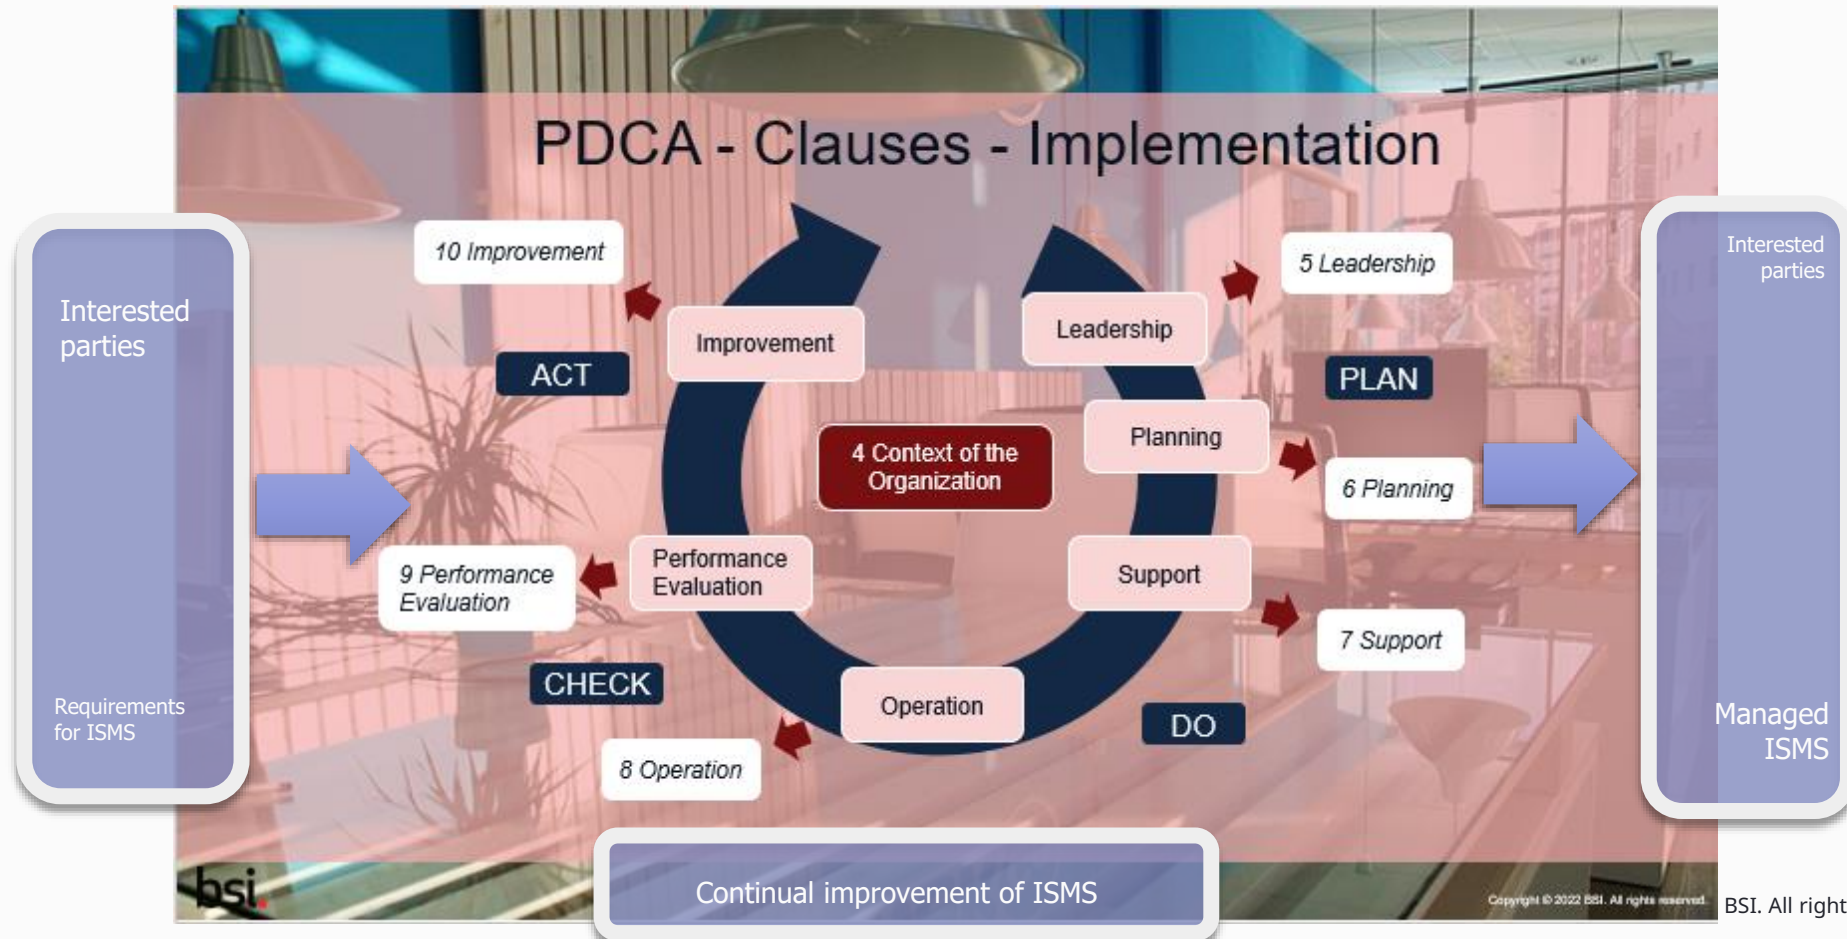 PDCA - Clauses - Implementation
Interested
parties
Requirements
for ISMS
10 Improvement
Improvement
ACT
5 Leadership
Leadership
PLAN
Planning
6 Planning
4 Context of the
Organization
9 Performance
Evaluation
Performance
Evaluation
Support
7 Support
CHECK
Operation
8 Operation
DO
Interested
parties
Managed
ISMS
bsi.
Continual improvement of ISMS
Copyright © 2022 BSI. All rights reserved.
BSI. All right